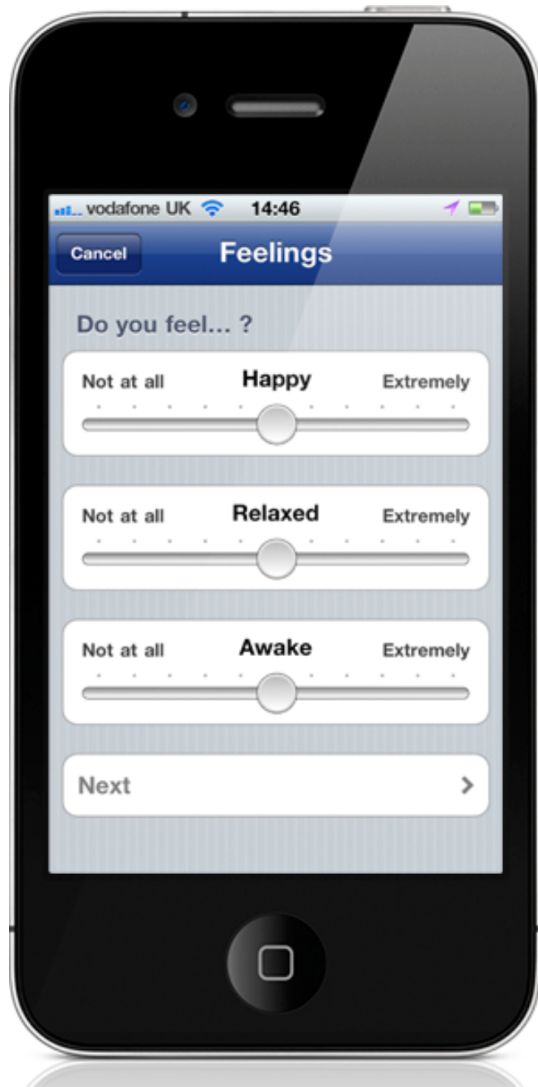 vodafone UK 14:46
Cancel Feelings
Do you feel... ?
Not at all Happy Extremely
Not at all Relaxed Extremely
Not at all Awake Extremely
Next